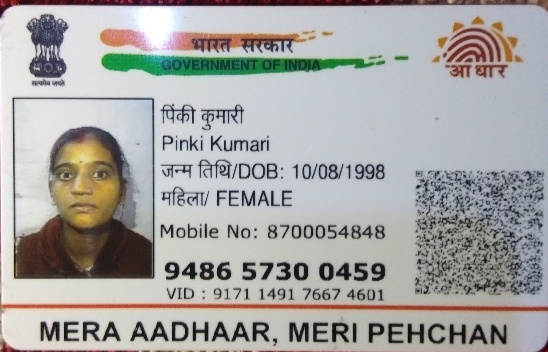 भारत सरकार
GOVERNMENT OF INDIA
सत्यमेव जयते
आधार
पिंकी कुमारी
Pinki Kumari
जन्म तिथि/DOB: 10/08/1998
महिला/ FEMALE
Mobile No: 8700054848
9486 5730 0459
VID : 9171 1491 7667 4601
MERA AADHAAR, MERI PEHCHAN